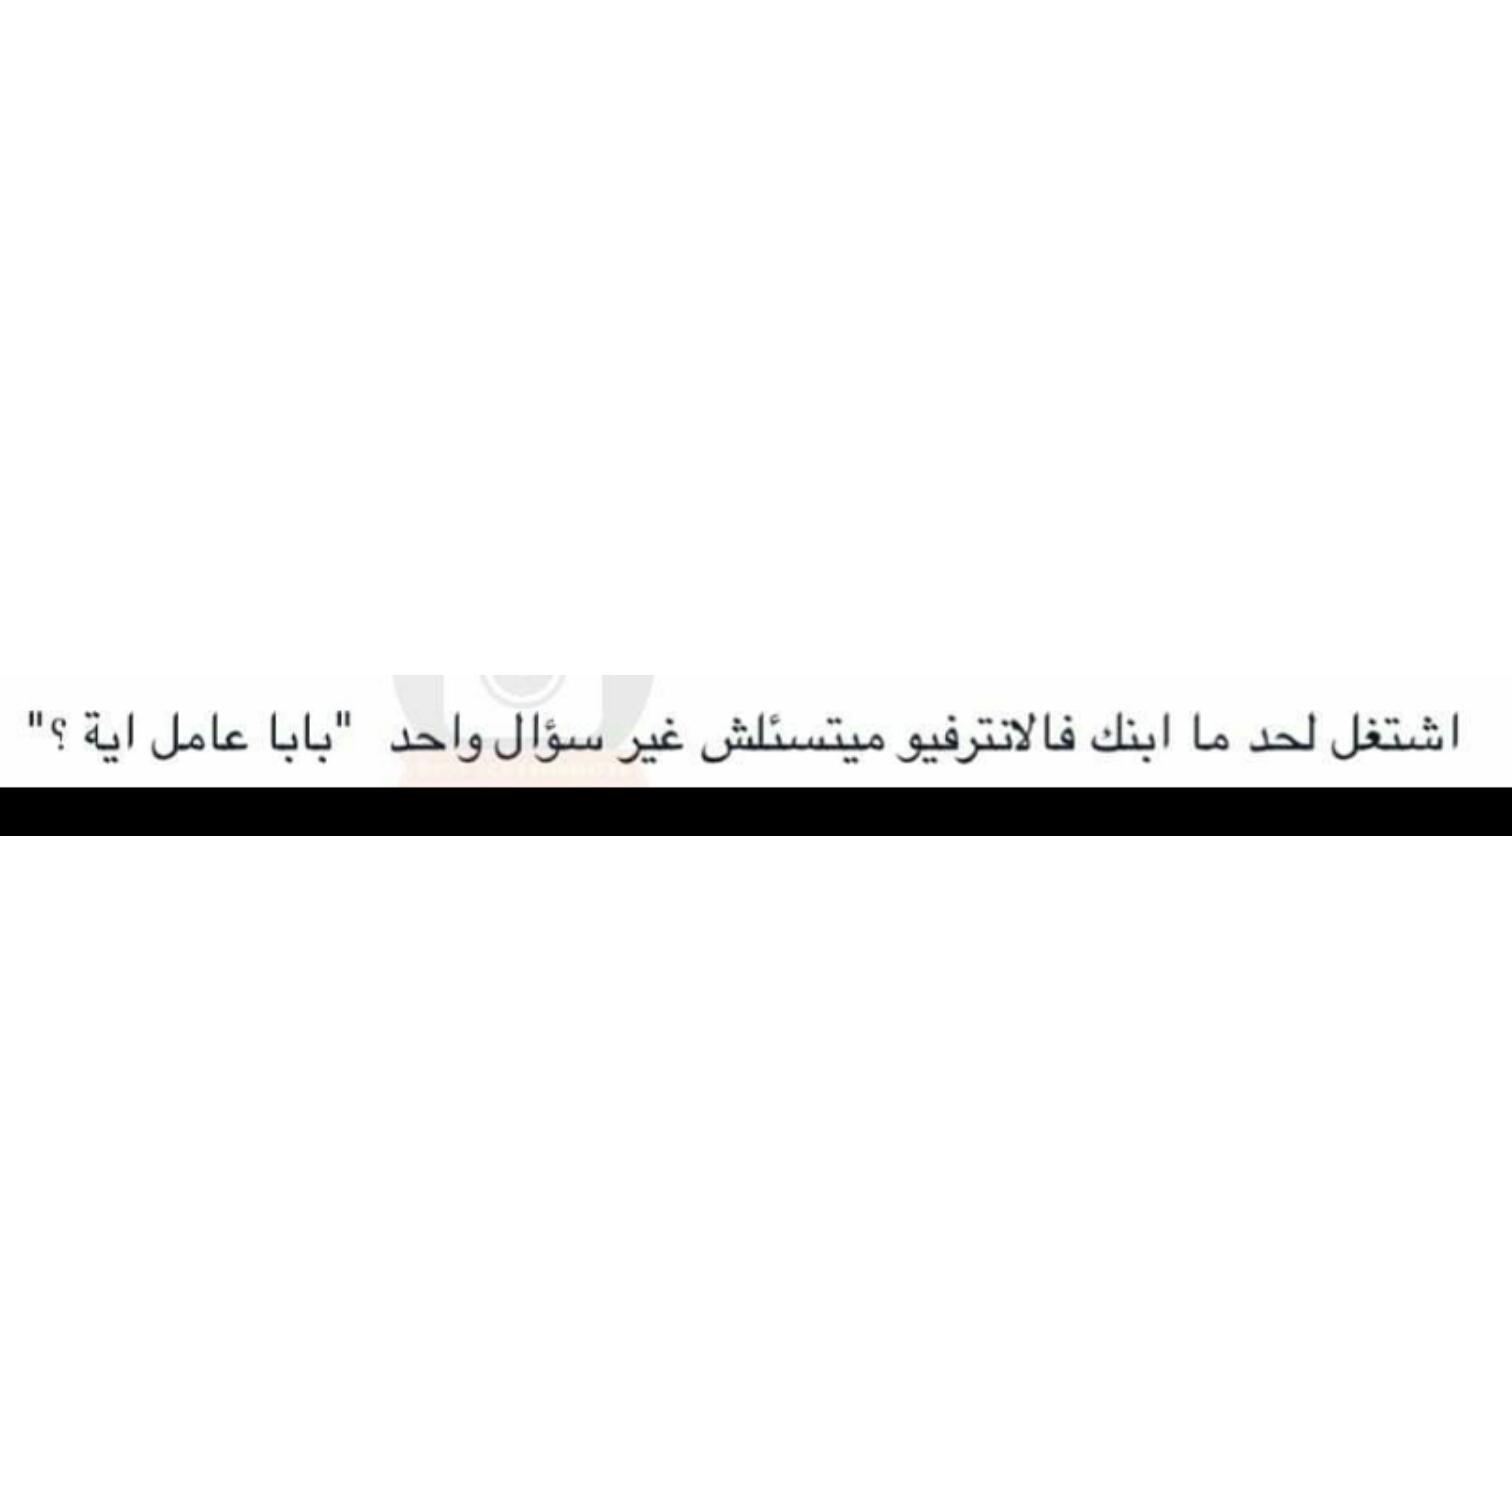 اشتغل لحد ما ابنك فالانترفيو ميتسئلش غير سؤال واحد "بابا عامل اية ؟"